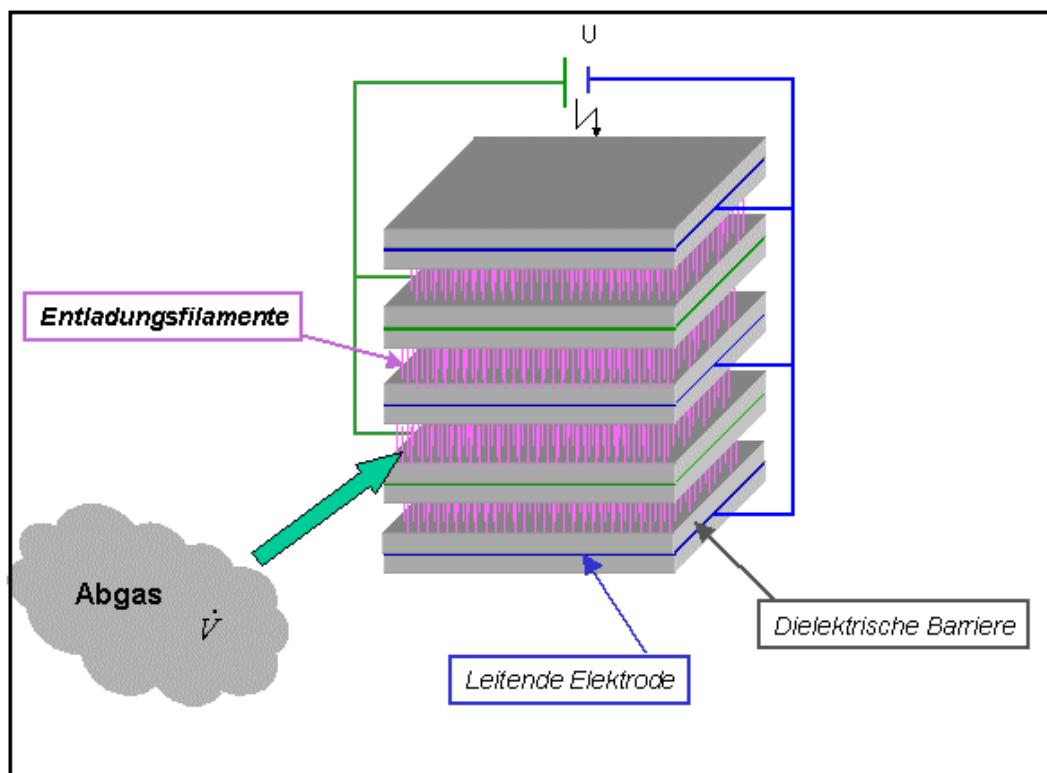 U
Entladungsfilamente
Abgas
V̇
Dielektrische Barriere
Leitende Elektrode